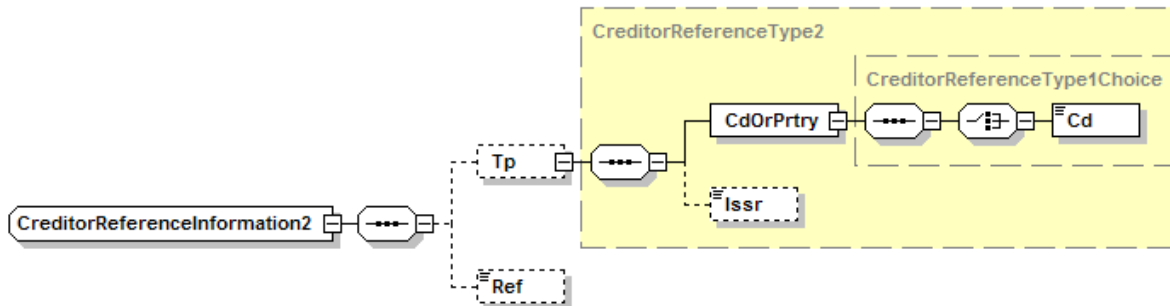 CreditorReferenceType2
CreditorReferenceType1Choice
CdOrPrtry
Cd
Tp
Issr
CreditorReferenceInformation2
Ref